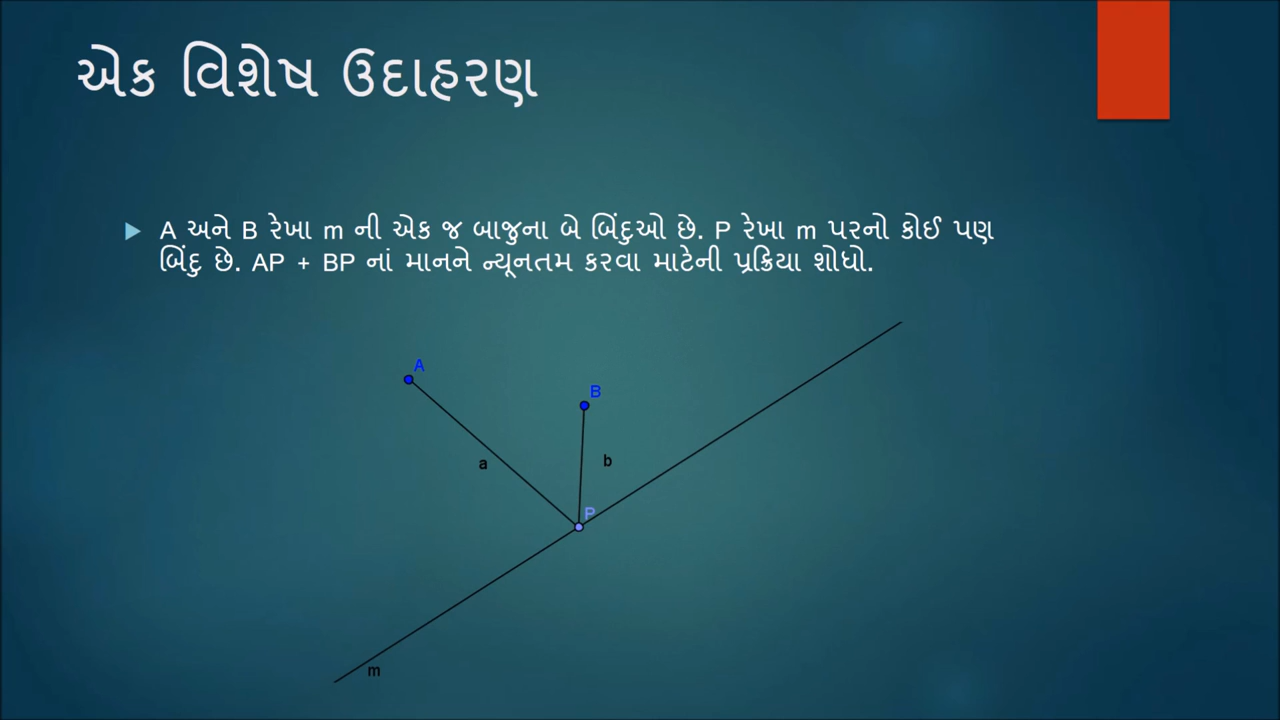 એક વિશેષ ઉદાહરણ
A અને B રેખા m ની એક જ બાજુના બે બિંદુઓ છે. P રેખા m પરનો કોઈ પણ
બિંદુ છે. AP + BP નાં માનને ન્યૂનતમ કરવા માટેની પ્રક્રિયા શોધો.
A
B
a
b
P
m